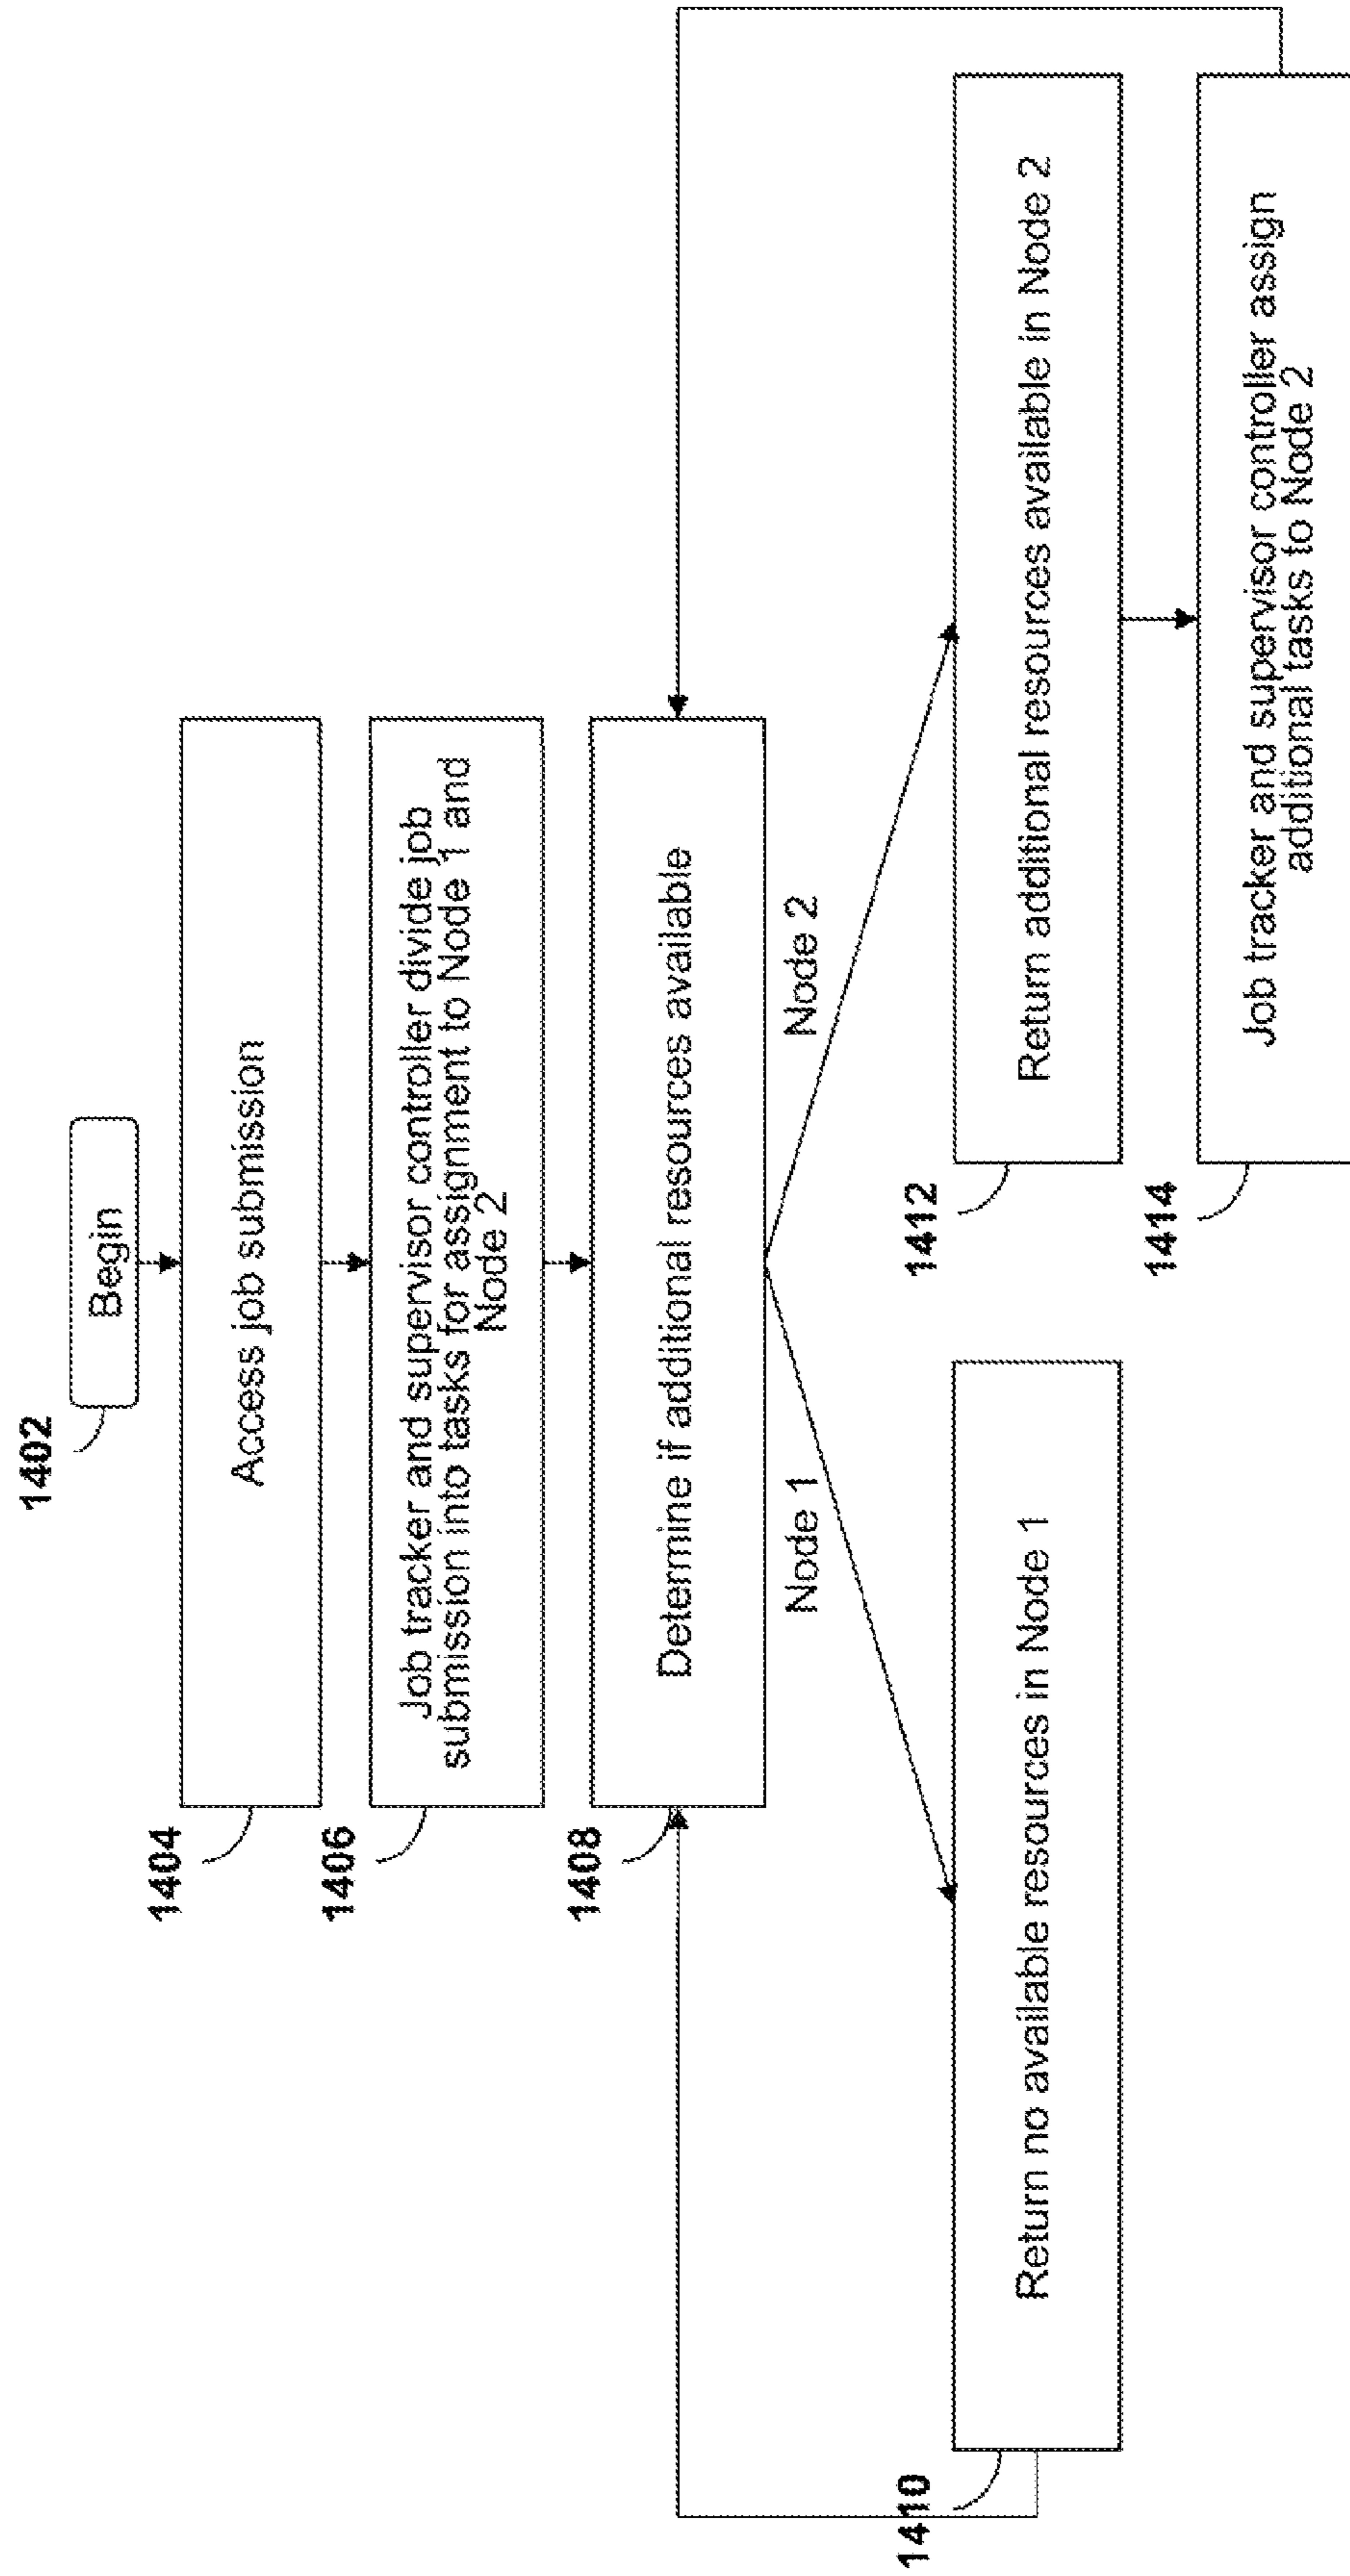 1402
Begin
1404
Access job submission
1406
Job tracker and supervisor controller divide job
submission into tasks for assignment to Node 1 and
Node 2
1408
Determine if additional resources available
Node 1
Node 2
1410
Return no available resources in Node 1
1412
Return additional resources available in Node 2
1414
Job tracker and supervisor controller assign
additional tasks to Node 2